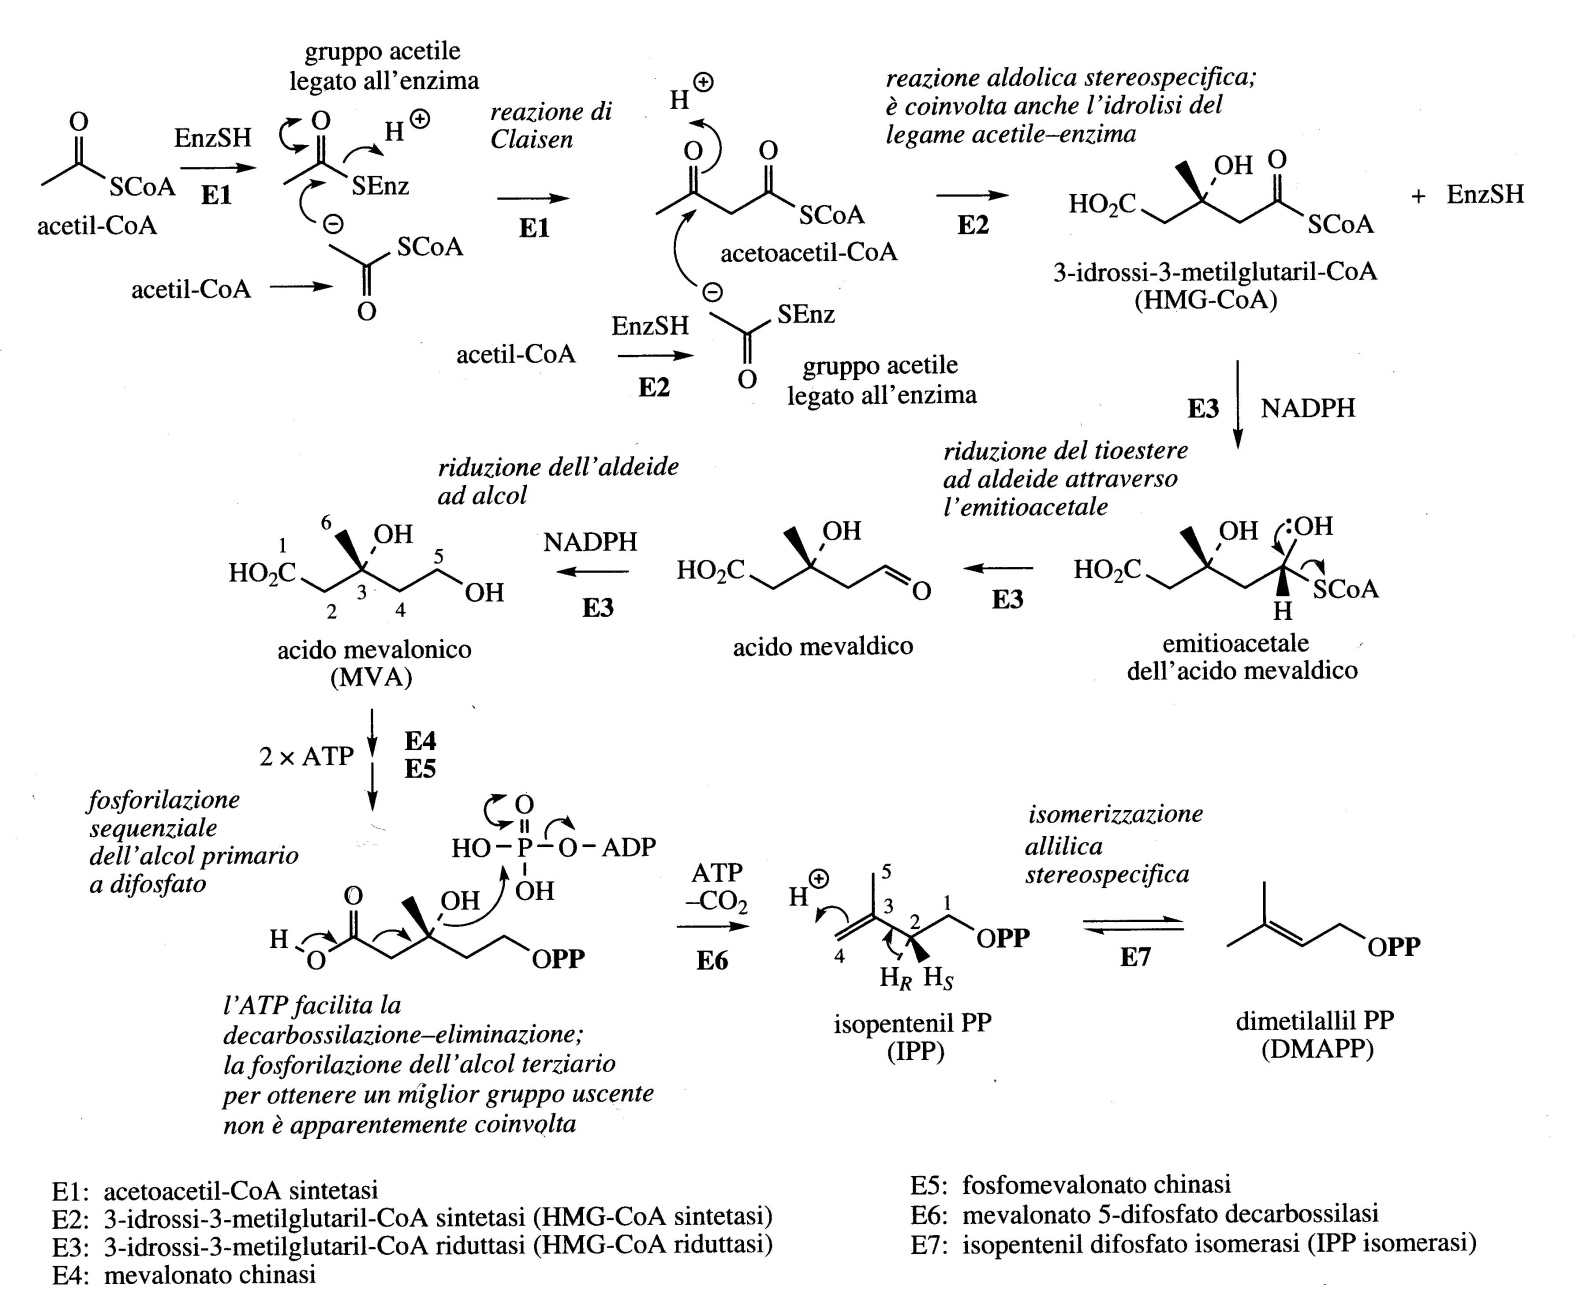 gruppo acetile
legato all'enzima
O
SCoA
acetil-CoA
EnzSH
E1
O
H⊕
SEnz
⊖
SCoA
O
acetil-CoA
reazione di
Claisen
E1
H⊕
O
O
SCoA
acetoacetil-CoA
⊖
SEnz
O
acetil-CoA
EnzSH
E2
gruppo acetile
legato all'enzima
reazione aldolica stereospecifica;
è coinvolta anche l'idrolisi del
legame acetile–enzima
E2
HO₂C
OH
O
SCoA
+ EnzSH
3-idrossi-3-metilglutaril-CoA
(HMG-CoA)
E3
NADPH
riduzione del tioestere
ad aldeide attraverso
l'emitioacetale
HO₂C
OH
:OH
SCoA
H
emitioacetale
dell'acido mevaldico
E3
HO₂C
OH
O
acido mevaldico
riduzione dell'aldeide
ad alcol
NADPH
E3
HO₂C
OH
OH
1
2
3
4
5
6
acido mevalonico
(MVA)
2 × ATP
E4
E5
fosforilazione
sequenziale
dell'alcol primario
a difosfato
O
HO–P–O–ADP
OH
H
O
O
OH
OPP
l'ATP facilita la
decarbossilazione–eliminazione;
la fosforilazione dell'alcol terziario
per ottenere un miglior gruppo uscente
non è apparentemente coinvolta
ATP
–CO₂
E6
H⊕
5
3
4
2
1
OPP
HR HS
isopentenil PP
(IPP)
isomerizzazione
allilica
stereospecifica
E7
OPP
dimetilallil PP
(DMAPP)
E1: acetoacetil-CoA sintetasi
E2: 3-idrossi-3-metilglutaril-CoA sintetasi (HMG-CoA sintetasi)
E3: 3-idrossi-3-metilglutaril-CoA riduttasi (HMG-CoA riduttasi)
E4: mevalonato chinasi
E5: fosfomevalonato chinasi
E6: mevalonato 5-difosfato decarbossilasi
E7: isopentenil difosfato isomerasi (IPP isomerasi)